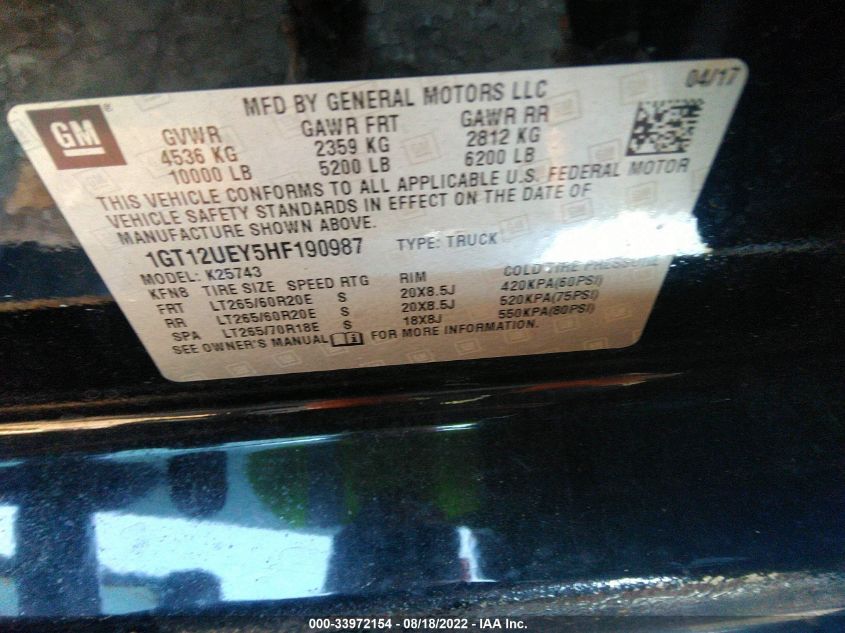 04/17
MFD BY GENERAL MOTORS LLC
GM ®
GVWR GAWR FRT GAWR RR
4536 KG 2359 KG 2812 KG
10000 LB 5200 LB 6200 LB
THIS VEHICLE CONFORMS TO ALL APPLICABLE U.S. FEDERAL MOTOR
VEHICLE SAFETY STANDARDS IN EFFECT ON THE DATE OF
MANUFACTURE SHOWN ABOVE.
1GT12UEY5HF190987 TYPE: TRUCK
MODEL: K25743
KFN8 TIRE SIZE SPEED RTG RIM COLD TIRE PRESSURE
FRT LT265/60R20E S 20X8.5J 420KPA(60PSI)
RR LT265/60R20E S 20X8.5J 520KPA(75PSI)
SPA LT265/70R18E S 18X8J 550KPA(80PSI)
SEE OWNER'S MANUAL FOR MORE INFORMATION.
000-33972154 - 08/18/2022 - IAA Inc.